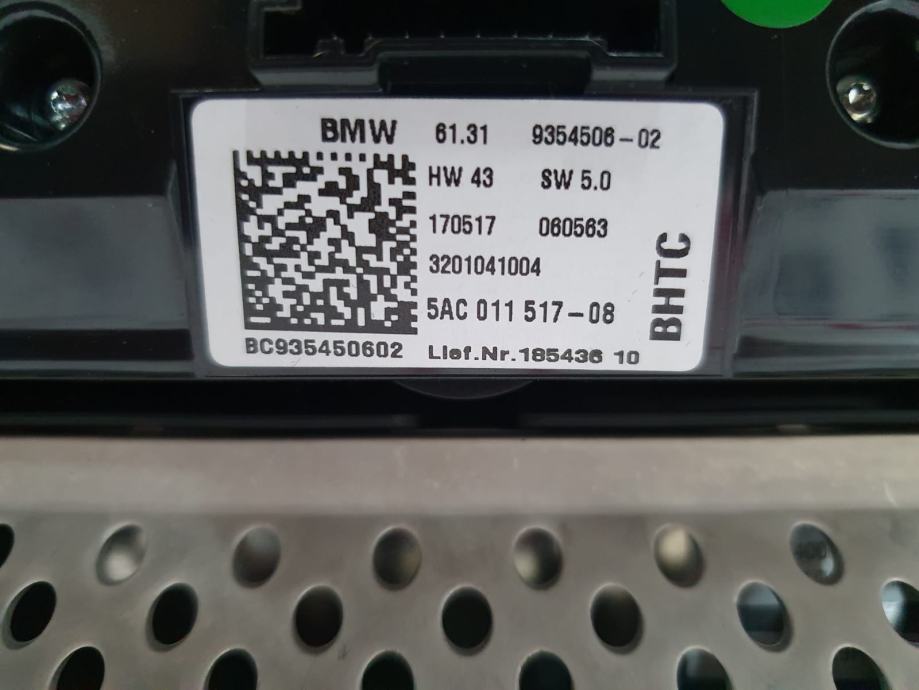 BMW 61.31 9354506-02
HW 43 SW 5.0
170517 060563
3201041004
5AC 011 517-08
BHTC
BC935450602 Lief.Nr.185436 10